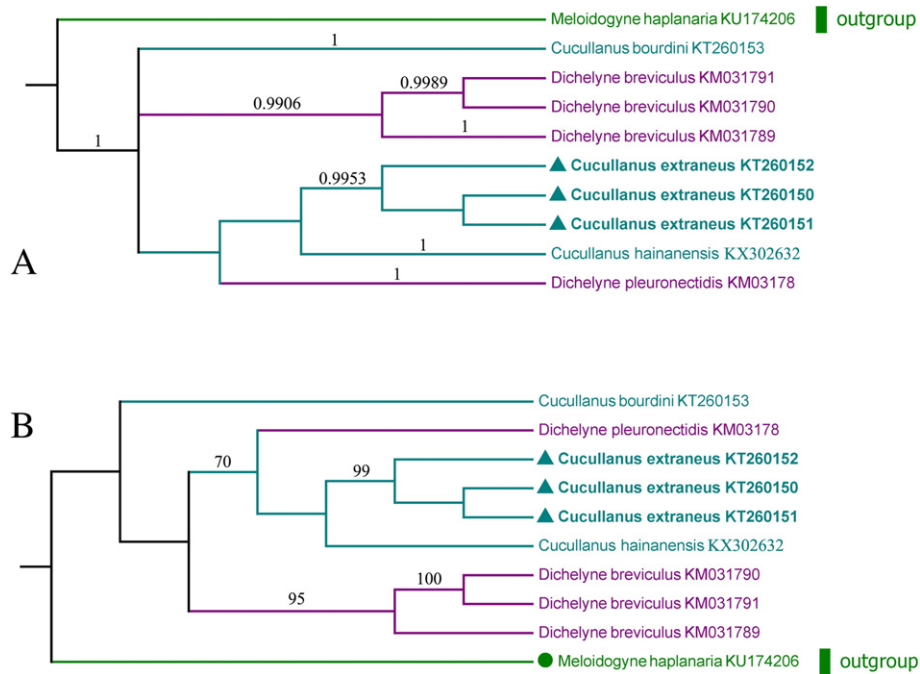 Meloidogyne haplanaria KU174206 outgroup
1 Cucullanus bourdini KT260153
Dichelyne breviculus KM031791
0.9989
0.9906 Dichelyne breviculus KM031790
1 1 Dichelyne breviculus KM031789
Cucullanus extraneus KT260152
0.9953
Cucullanus extraneus KT260150
Cucullanus extraneus KT260151
A 1 Cucullanus hainanensis KX302632
1 Dichelyne pleuronectidis KM03178
Cucullanus bourdini KT260153
B
Dichelyne pleuronectidis KM03178
70 99 Cucullanus extraneus KT260152
Cucullanus extraneus KT260150
Cucullanus extraneus KT260151
Cucullanus hainanensis KX302632
100 Dichelyne breviculus KM031790
95 Dichelyne breviculus KM031791
Dichelyne breviculus KM031789
Meloidogyne haplanaria KU174206 outgroup